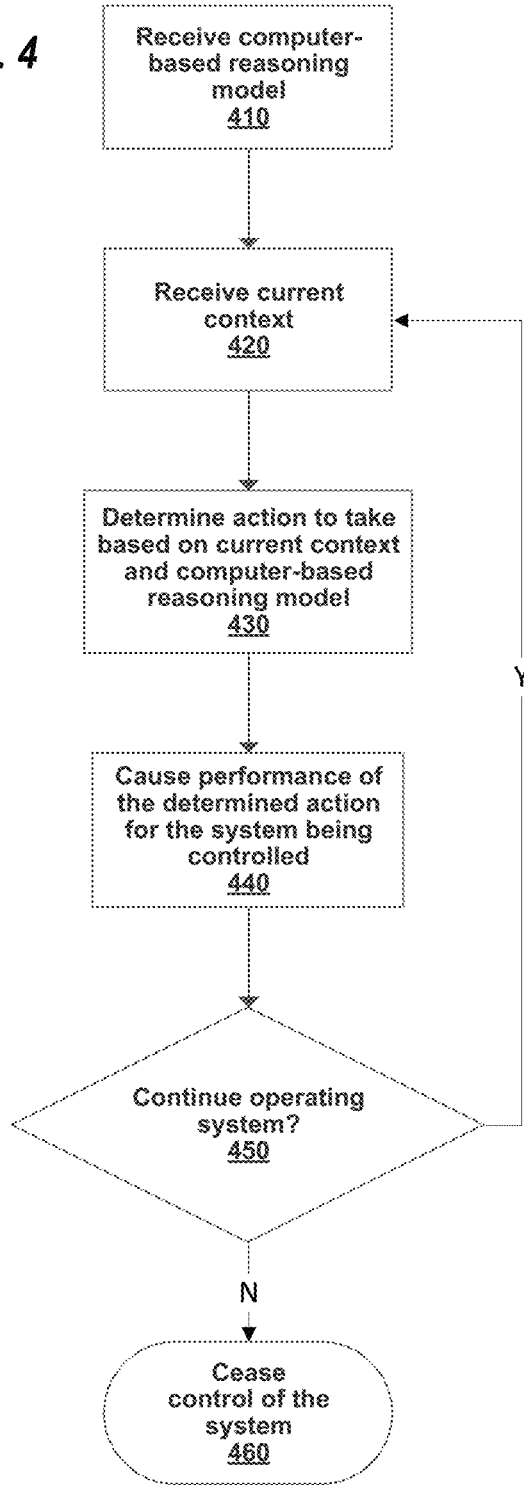 . 4
Receive computer-
based reasoning
model
410
Receive current
context
420
Determine action to take
based on current context
and computer-based
reasoning model
430
Cause performance of
the determined action
for the system being
controlled
440
Y
Continue operating
system?
450
N
Cease
control of the
system
460